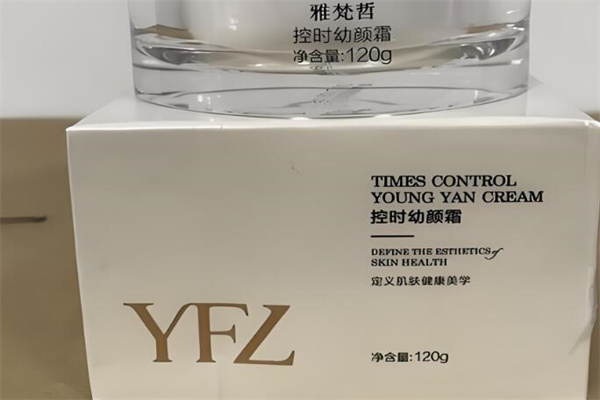 雅梵哲
控时幼颜霜
净含量:120g
TIMES CONTROL
YOUNG YAN CREAM
控时幼颜霜
DEFINE THE ESTHETICS of
SKIN HEALTH
定义肌肤健康美学
YFZ
净含量:120g